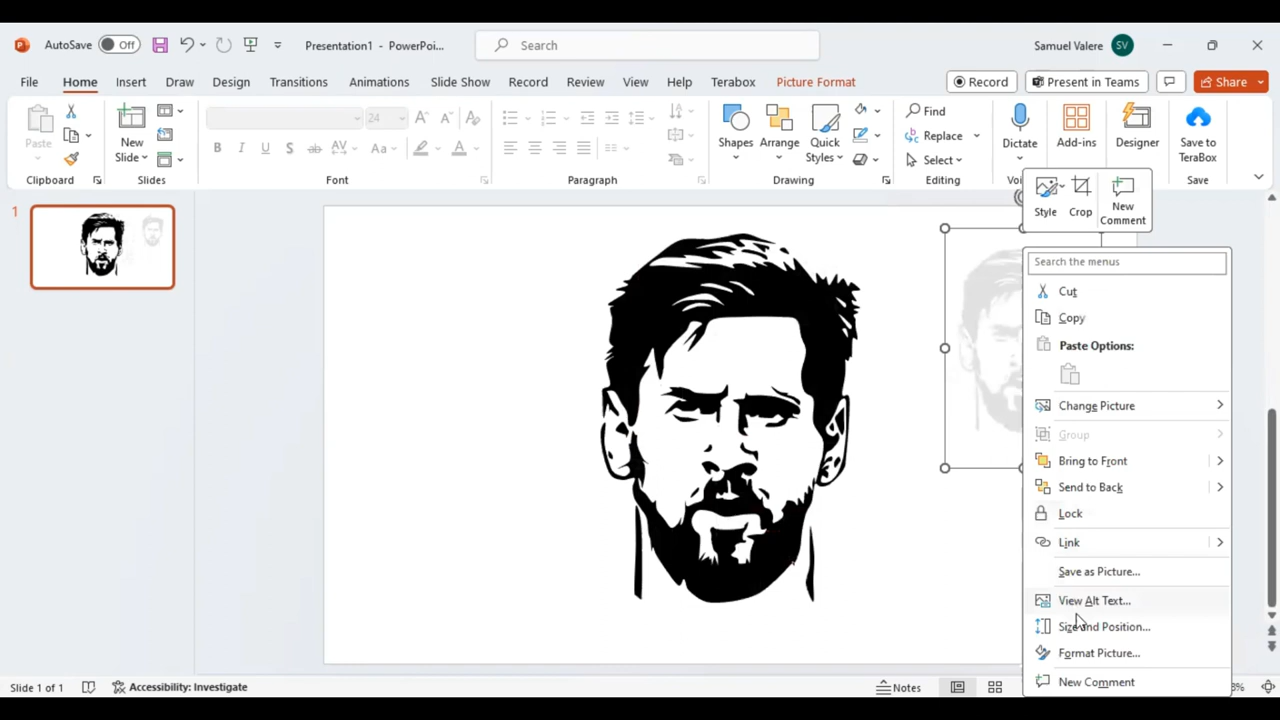 AutoSave Off Presentation1 - PowerPoi... Search Samuel Valere SV
File Home Insert Draw Design Transitions Animations Slide Show Record Review View Help Terabox Picture Format Record Present in Teams Share
Paste New Slide 24 B I U S ab AV Aa A Shapes Arrange Quick Styles Find Replace Select Dictate Add-ins Designer Save to TeraBox
Clipboard Slides Font Paragraph Drawing Editing Save
Style Crop New Comment
1
Search the menus
Cut
Copy
Paste Options:
Change Picture
Group
Bring to Front
Send to Back
Lock
Link
Save as Picture...
View Alt Text...
Size and Position...
Format Picture...
New Comment
Slide 1 of 1 Accessibility: Investigate Notes